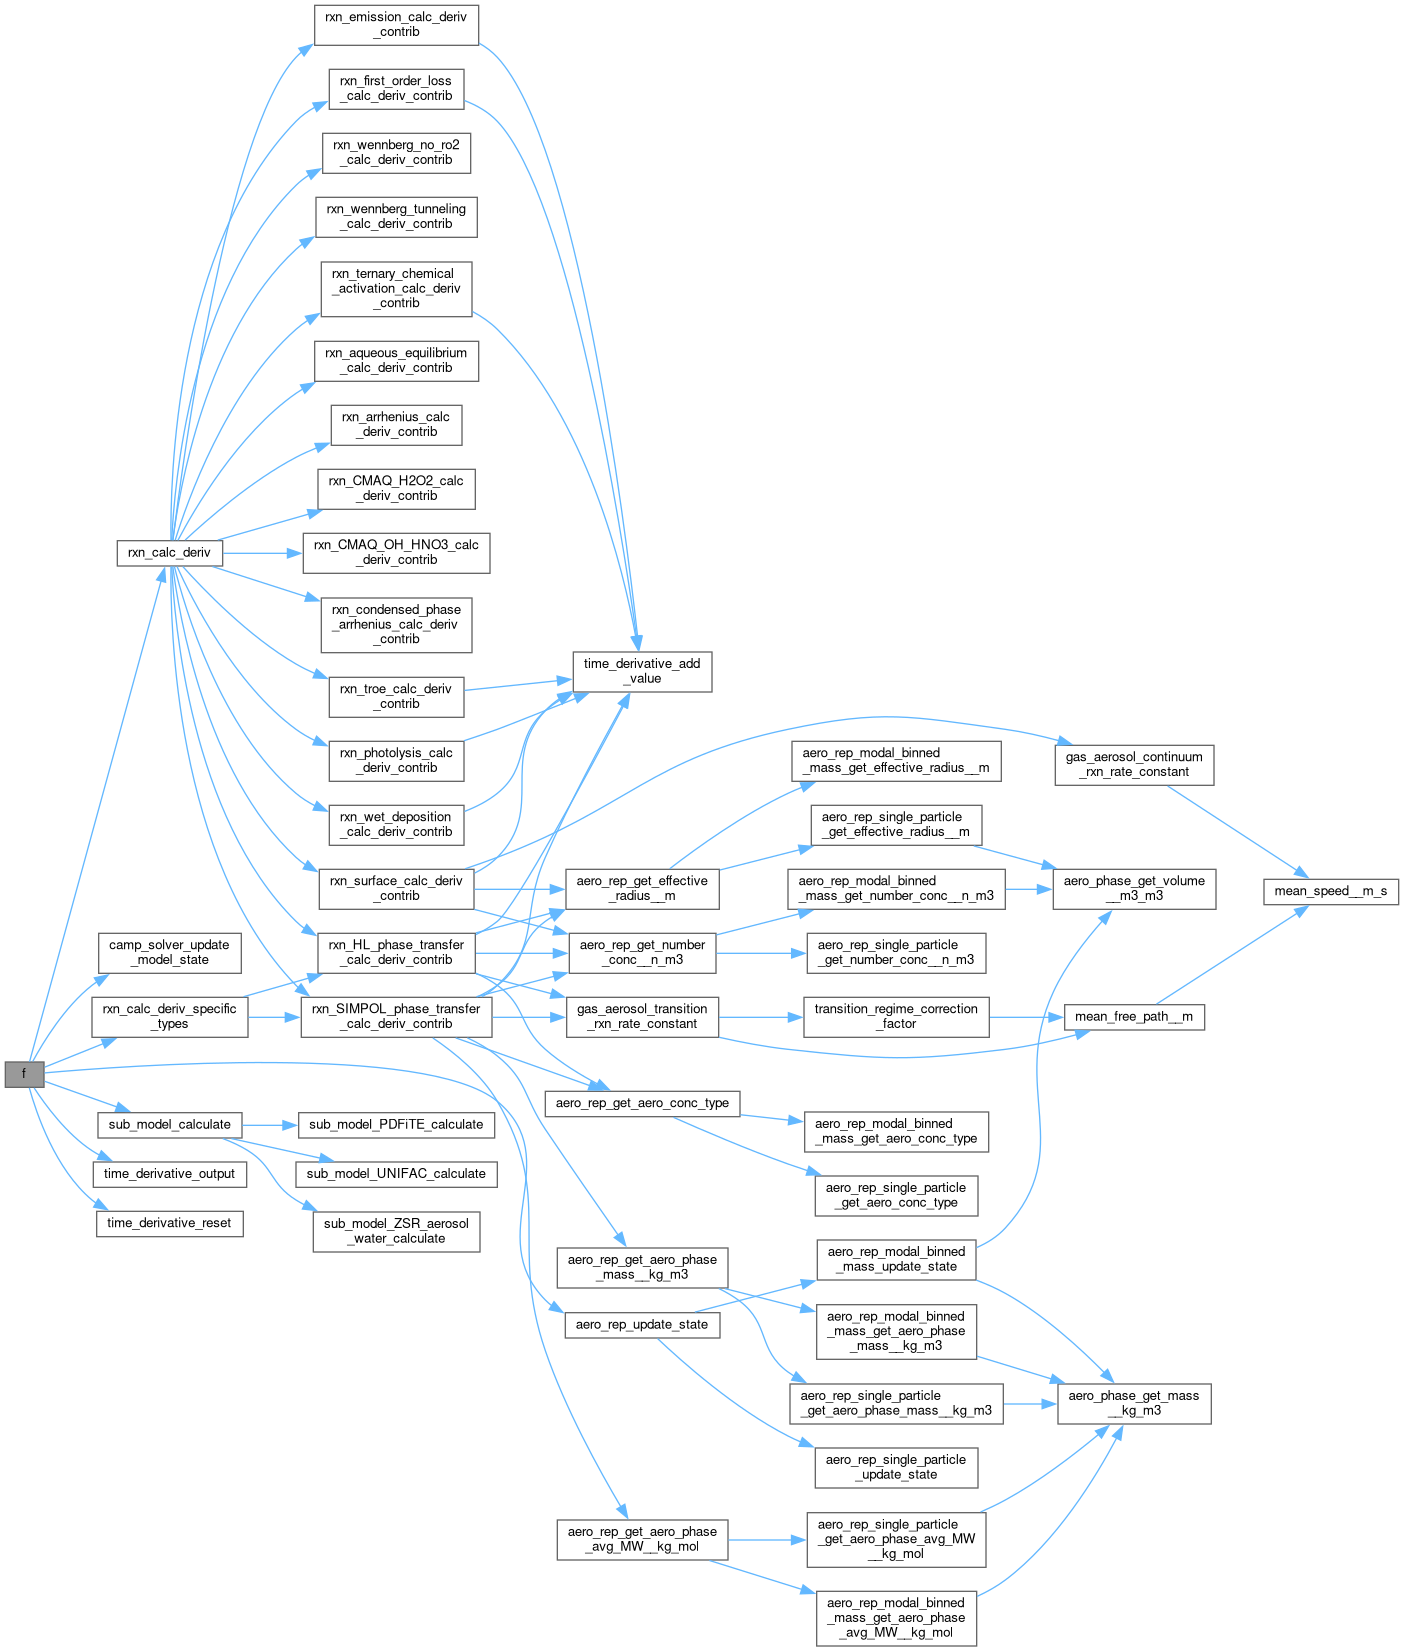 rxn_emission_calc_deriv
_contrib
rxn_first_order_loss
_calc_deriv_contrib
rxn_wennberg_no_ro2
_calc_deriv_contrib
rxn_wennberg_tunneling
_calc_deriv_contrib
rxn_ternary_chemical
_activation_calc_deriv
_contrib
rxn_aqueous_equilibrium
_calc_deriv_contrib
rxn_arrhenius_calc
_deriv_contrib
rxn_CMAQ_H2O2_calc
_deriv_contrib
rxn_calc_deriv
rxn_CMAQ_OH_HNO3_calc
_deriv_contrib
rxn_condensed_phase
_arrhenius_calc_deriv
_contrib
rxn_troe_calc_deriv
_contrib
time_derivative_add
_value
rxn_photolysis_calc
_deriv_contrib
aero_rep_modal_binned
_mass_get_effective_radius__m
gas_aerosol_continuum
_rxn_rate_constant
rxn_wet_deposition
_calc_deriv_contrib
aero_rep_single_particle
_get_effective_radius__m
rxn_surface_calc_deriv
_contrib
aero_rep_get_effective
_radius__m
aero_rep_modal_binned
_mass_get_number_conc__n_m3
aero_phase_get_volume
__m3_m3
mean_speed__m_s
camp_solver_update
_model_state
rxn_HL_phase_transfer
_calc_deriv_contrib
aero_rep_get_number
_conc__n_m3
aero_rep_single_particle
_get_number_conc__n_m3
rxn_calc_deriv_specific
_types
rxn_SIMPOL_phase_transfer
_calc_deriv_contrib
gas_aerosol_transition
_rxn_rate_constant
transition_regime_correction
_factor
mean_free_path__m
f
aero_rep_get_aero_conc_type
sub_model_calculate
sub_model_PDFiTE_calculate
aero_rep_modal_binned
_mass_get_aero_conc_type
time_derivative_output
sub_model_UNIFAC_calculate
aero_rep_single_particle
_get_aero_conc_type
time_derivative_reset
sub_model_ZSR_aerosol
_water_calculate
aero_rep_get_aero_phase
_mass__kg_m3
aero_rep_modal_binned
_mass_update_state
aero_rep_update_state
aero_rep_modal_binned
_mass_get_aero_phase
_mass__kg_m3
aero_rep_single_particle
_get_aero_phase_mass__kg_m3
aero_phase_get_mass
__kg_m3
aero_rep_single_particle
_update_state
aero_rep_get_aero_phase
_avg_MW__kg_mol
aero_rep_single_particle
_get_aero_phase_avg_MW
__kg_mol
aero_rep_modal_binned
_mass_get_aero_phase
_avg_MW__kg_mol